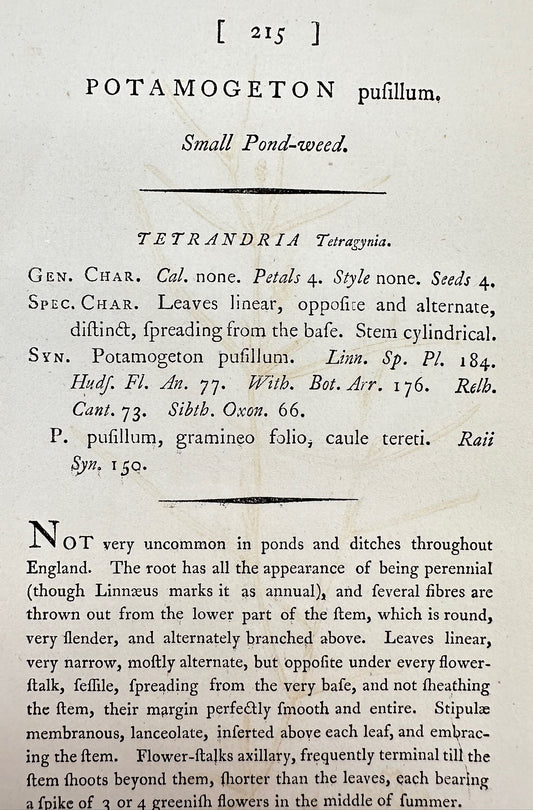 [ 215 ]
POTAMOGETON puſillum.
Small Pond-weed.
TETRANDRIA Tetragynia.
GEN. CHAR. Cal. none. Petals 4. Style none. Seeds 4.
SPEC. CHAR. Leaves linear, oppoſite and alternate,
diſtinct, ſpreading from the baſe. Stem cylindrical.
SYN. Potamogeton puſillum. Linn. Sp. Pl. 184.
Hudſ. Fl. An. 77. With. Bot. Arr. 176. Relh.
Cant. 73. Sibth. Oxon. 66.
P. puſillum, gramineo folio, caule tereti. Raii
Syn. 150.
NOT very uncommon in ponds and ditches throughout
England. The root has all the appearance of being perennial
(though Linnæus marks it as annual), and ſeveral fibres are
thrown out from the lower part of the ſtem, which is round,
very ſlender, and alternately branched above. Leaves linear,
very narrow, moſtly alternate, but oppoſite under every flower-
ſtalk, ſeſſile, ſpreading from the very baſe, and not ſheathing
the ſtem, their margin perfectly ſmooth and entire. Stipulæ
membranous, lanceolate, inſerted above each leaf, and embrac-
ing the ſtem. Flower-ſtalks axillary, frequently terminal till the
ſtem ſhoots beyond them, ſhorter than the leaves, each bearing
a ſpike of 3 or 4 greeniſh flowers in the middle of ſummer.